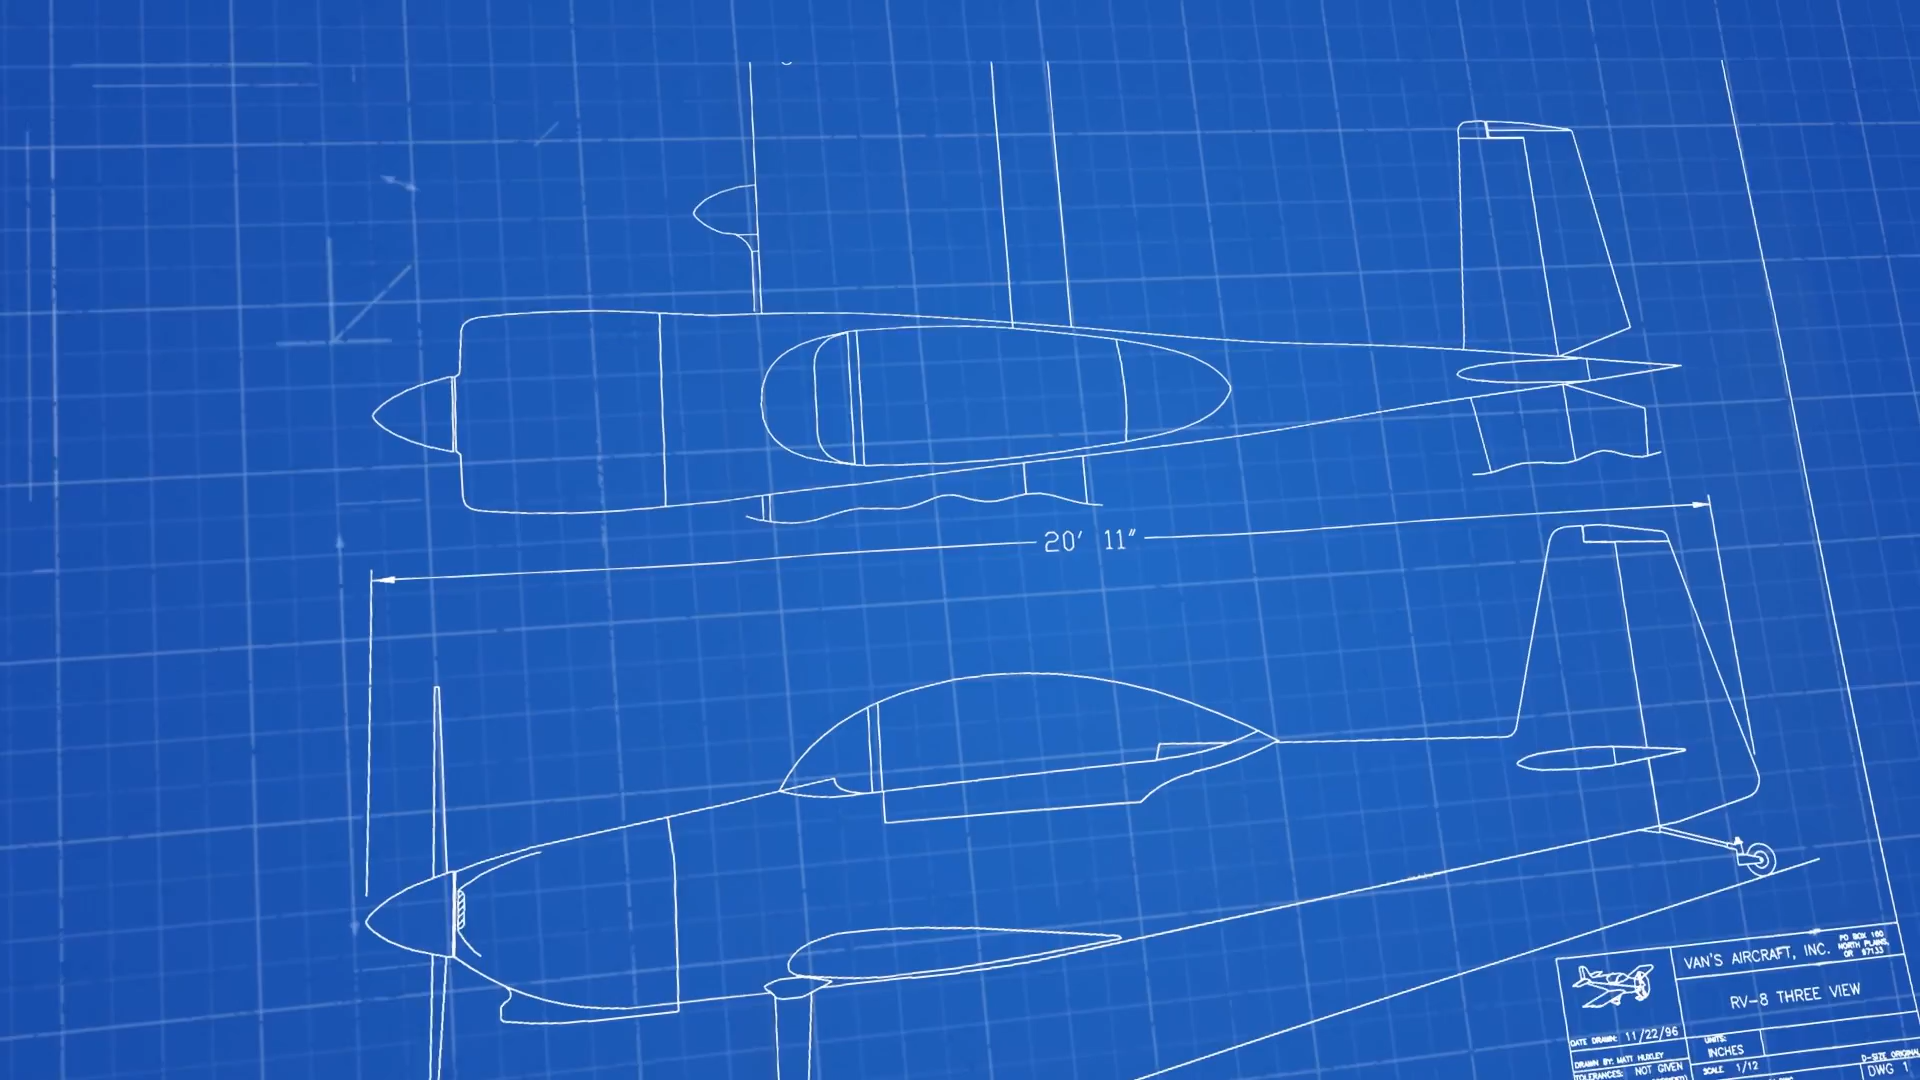 20' 11"
VAN'S AIRCRAFT, INC.
PO BOX 160
NORTH PLAINS,
OR 97133
RV-8 THREE VIEW
DATE DRAWN: 11/22/96
UNITS:
INCHES
DRAWN BY: MATT HUXLEY
SCALE 1/12
D-SIZE ORIGINAL
TOLERANCES: NOT GIVEN
DWG 1